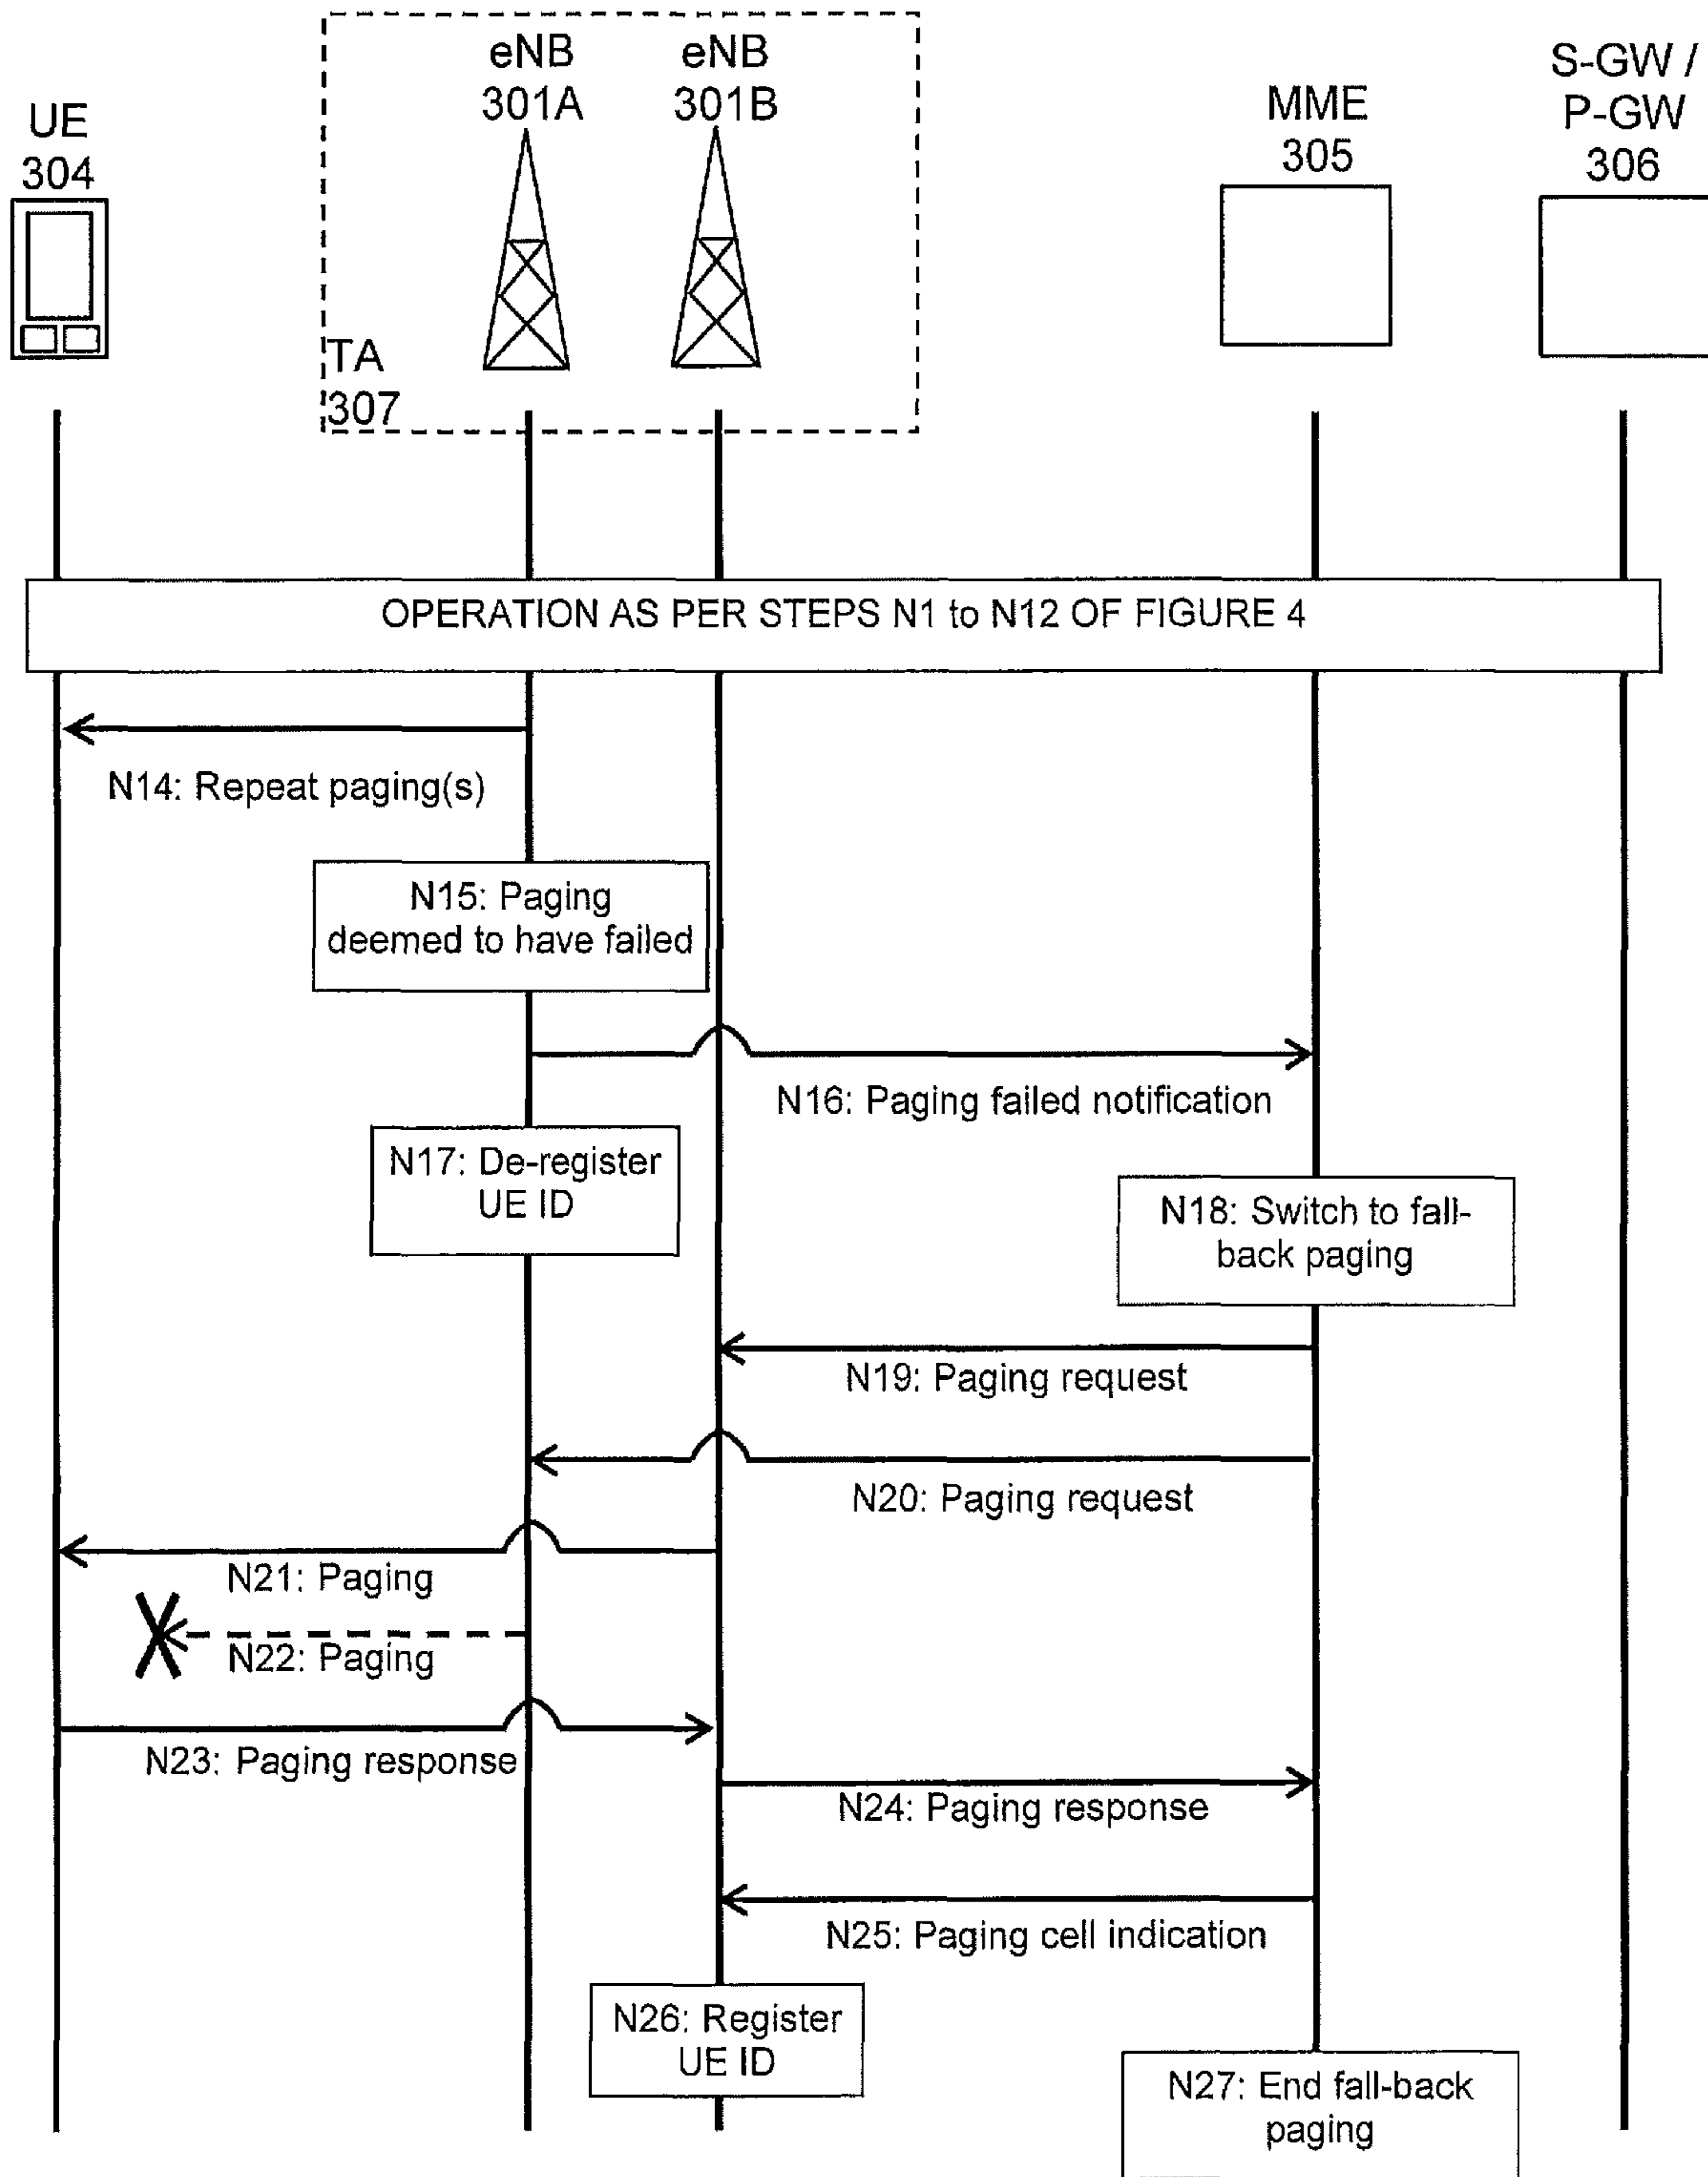 UE
304
eNB
301A
eNB
301B
MME
305
S-GW /
P-GW
306
TA
307
OPERATION AS PER STEPS N1 to N12 OF FIGURE 4
N14: Repeat paging(s)
N15: Paging
deemed to have failed
N16: Paging failed notification
N17: De-register
UE ID
N18: Switch to fall-
back paging
N19: Paging request
N20: Paging request
N21: Paging
N22: Paging
N23: Paging response
N24: Paging response
N25: Paging cell indication
N26: Register
UE ID
N27: End fall-back
paging